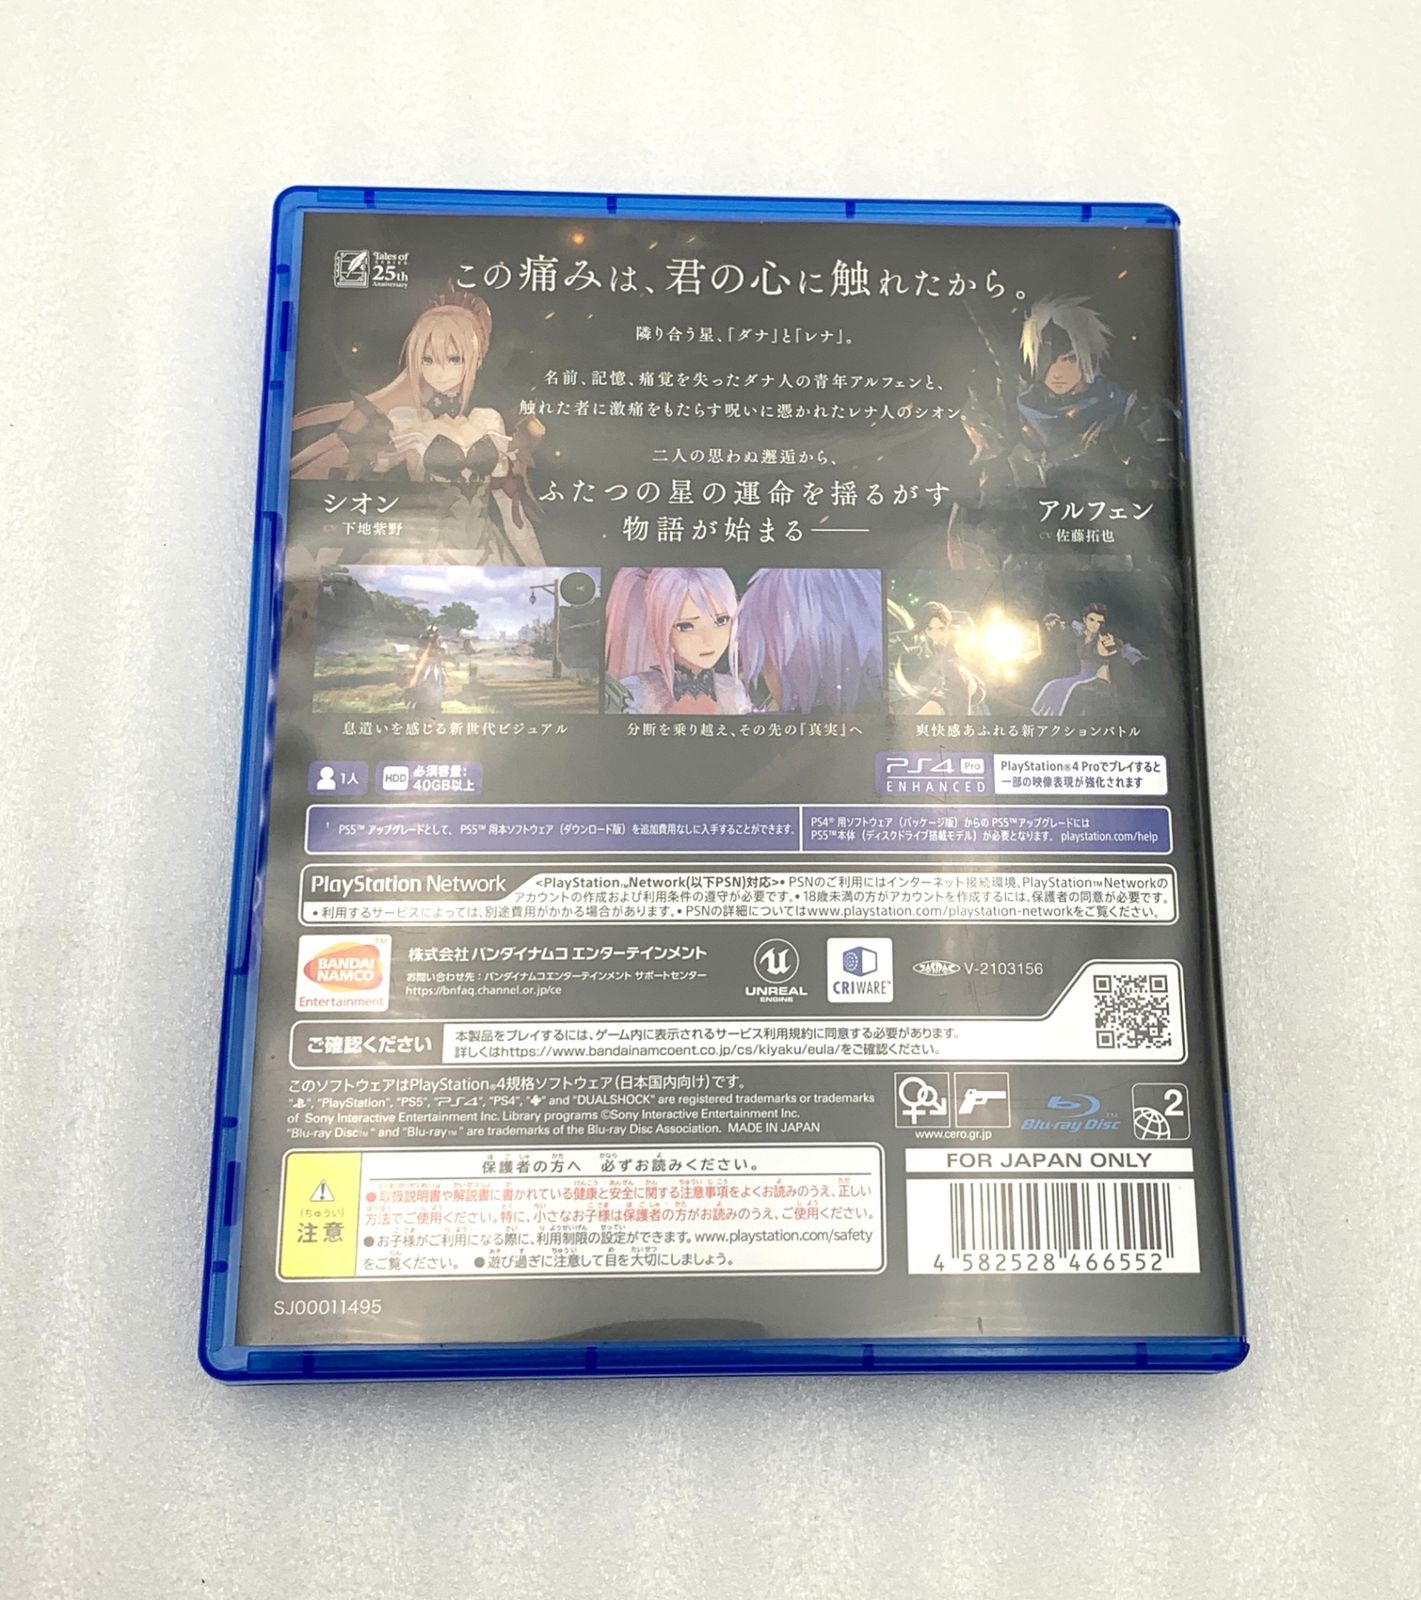 Tales of
SERIES
25th
Anniversary
この痛みは、君の心に触れたから。
隣り合う星、「ダナ」と「レナ」。
名前、記憶、痛覚を失ったダナ人の青年アルフェンと、
触れた者に激痛をもたらす呪いに憑かれたレナ人のシオン。
二人の思わぬ邂逅から、
ふたつの星の運命を揺るがす
物語が始まる――
シオン
CV 下地紫野
アルフェン
CV 佐藤拓也
息遣いを感じる新世代ビジュアル
分断を乗り越え、その先の『真実』へ
爽快感あふれる新アクションバトル
1人
HDD 必須容量:
40GB以上
PS4 Pro
ENHANCED
PlayStation®4 Proでプレイすると
一部の映像表現が強化されます
PS5™ アップグレードとして、PS5™ 用本ソフトウェア（ダウンロード版）を追加費用なしに入手することができます。
PS4® 用ソフトウェア（パッケージ版）からの PS5™アップグレードには
PS5™本体（ディスクドライブ搭載モデル）が必要となります。 playstation.com/help
PlayStation Network
<PlayStation™Network(以下PSN)対応>• PSNのご利用にはインターネット接続環境、PlayStation™Networkの
アカウントの作成および利用条件の遵守が必要です。• 18歳未満の方がアカウントを作成するには、保護者の同意が必要です。
• 利用するサービスによっては、別途費用がかかる場合があります。• PSNの詳細についてはwww.playstation.com/playstation-networkをご覧ください。
BANDAI
NAMCO
Entertainment
株式会社 バンダイナムコ エンターテインメント
お問い合わせ先：バンダイナムコエンターテインメント サポートセンター
https://bnfaq.channel.or.jp/ce
UNREAL
ENGINE
CRIWARE™
JASRAC V-2103156
ご確認ください
本製品をプレイするには、ゲーム内に表示されるサービス利用規約に同意する必要があります。
詳しくはhttps://www.bandainamcoent.co.jp/cs/kiyaku/eula/をご確認ください。
このソフトウェアはPlayStation®4規格ソフトウェア(日本国内向け)です。
"PlayStation", "PS5", "PS4", "PS4", and "DUALSHOCK" are registered trademarks or trademarks
of Sony Interactive Entertainment Inc. Library programs ©Sony Interactive Entertainment Inc.
"Blu-ray Disc™" and "Blu-ray™" are trademarks of the Blu-ray Disc Association. MADE IN JAPAN
www.cero.gr.jp
Blu-ray Disc™
2
FOR JAPAN ONLY
4 582528 466552
(ちゅうい)
注意
保護者の方へ 必ずお読みください。
●取扱説明書や解説書に書かれている健康と安全に関する注意事項をよくお読みのうえ、正しい
方法でご使用ください。特に、小さなお子様は保護者の方がお読みのうえ、ご使用ください。
●お子様がご利用になる際に、利用制限の設定ができます。www.playstation.com/safety
をご覧ください。 ●遊び過ぎに注意して目を大切にしましょう。
SJ00011495